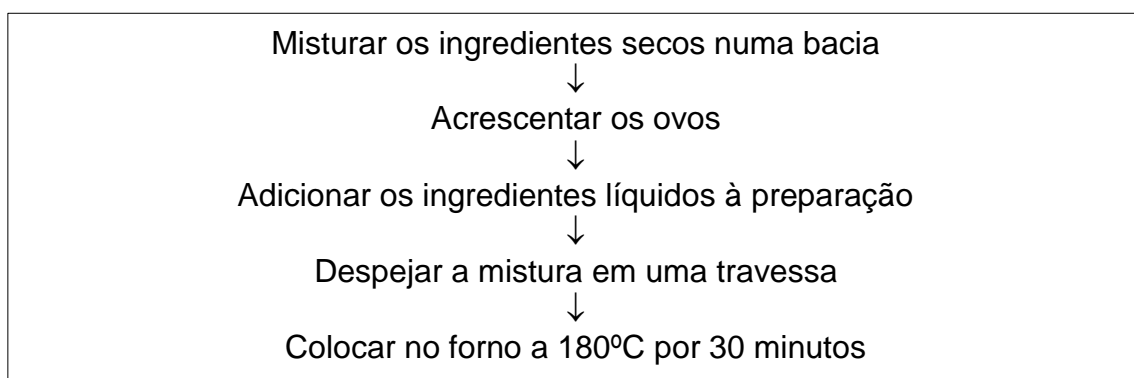 Misturar os ingredientes secos numa bacia
↓
Acrescentar os ovos
↓
Adicionar os ingredientes líquidos à preparação
↓
Despejar a mistura em uma travessa
↓
Colocar no forno a 180ºC por 30 minutos